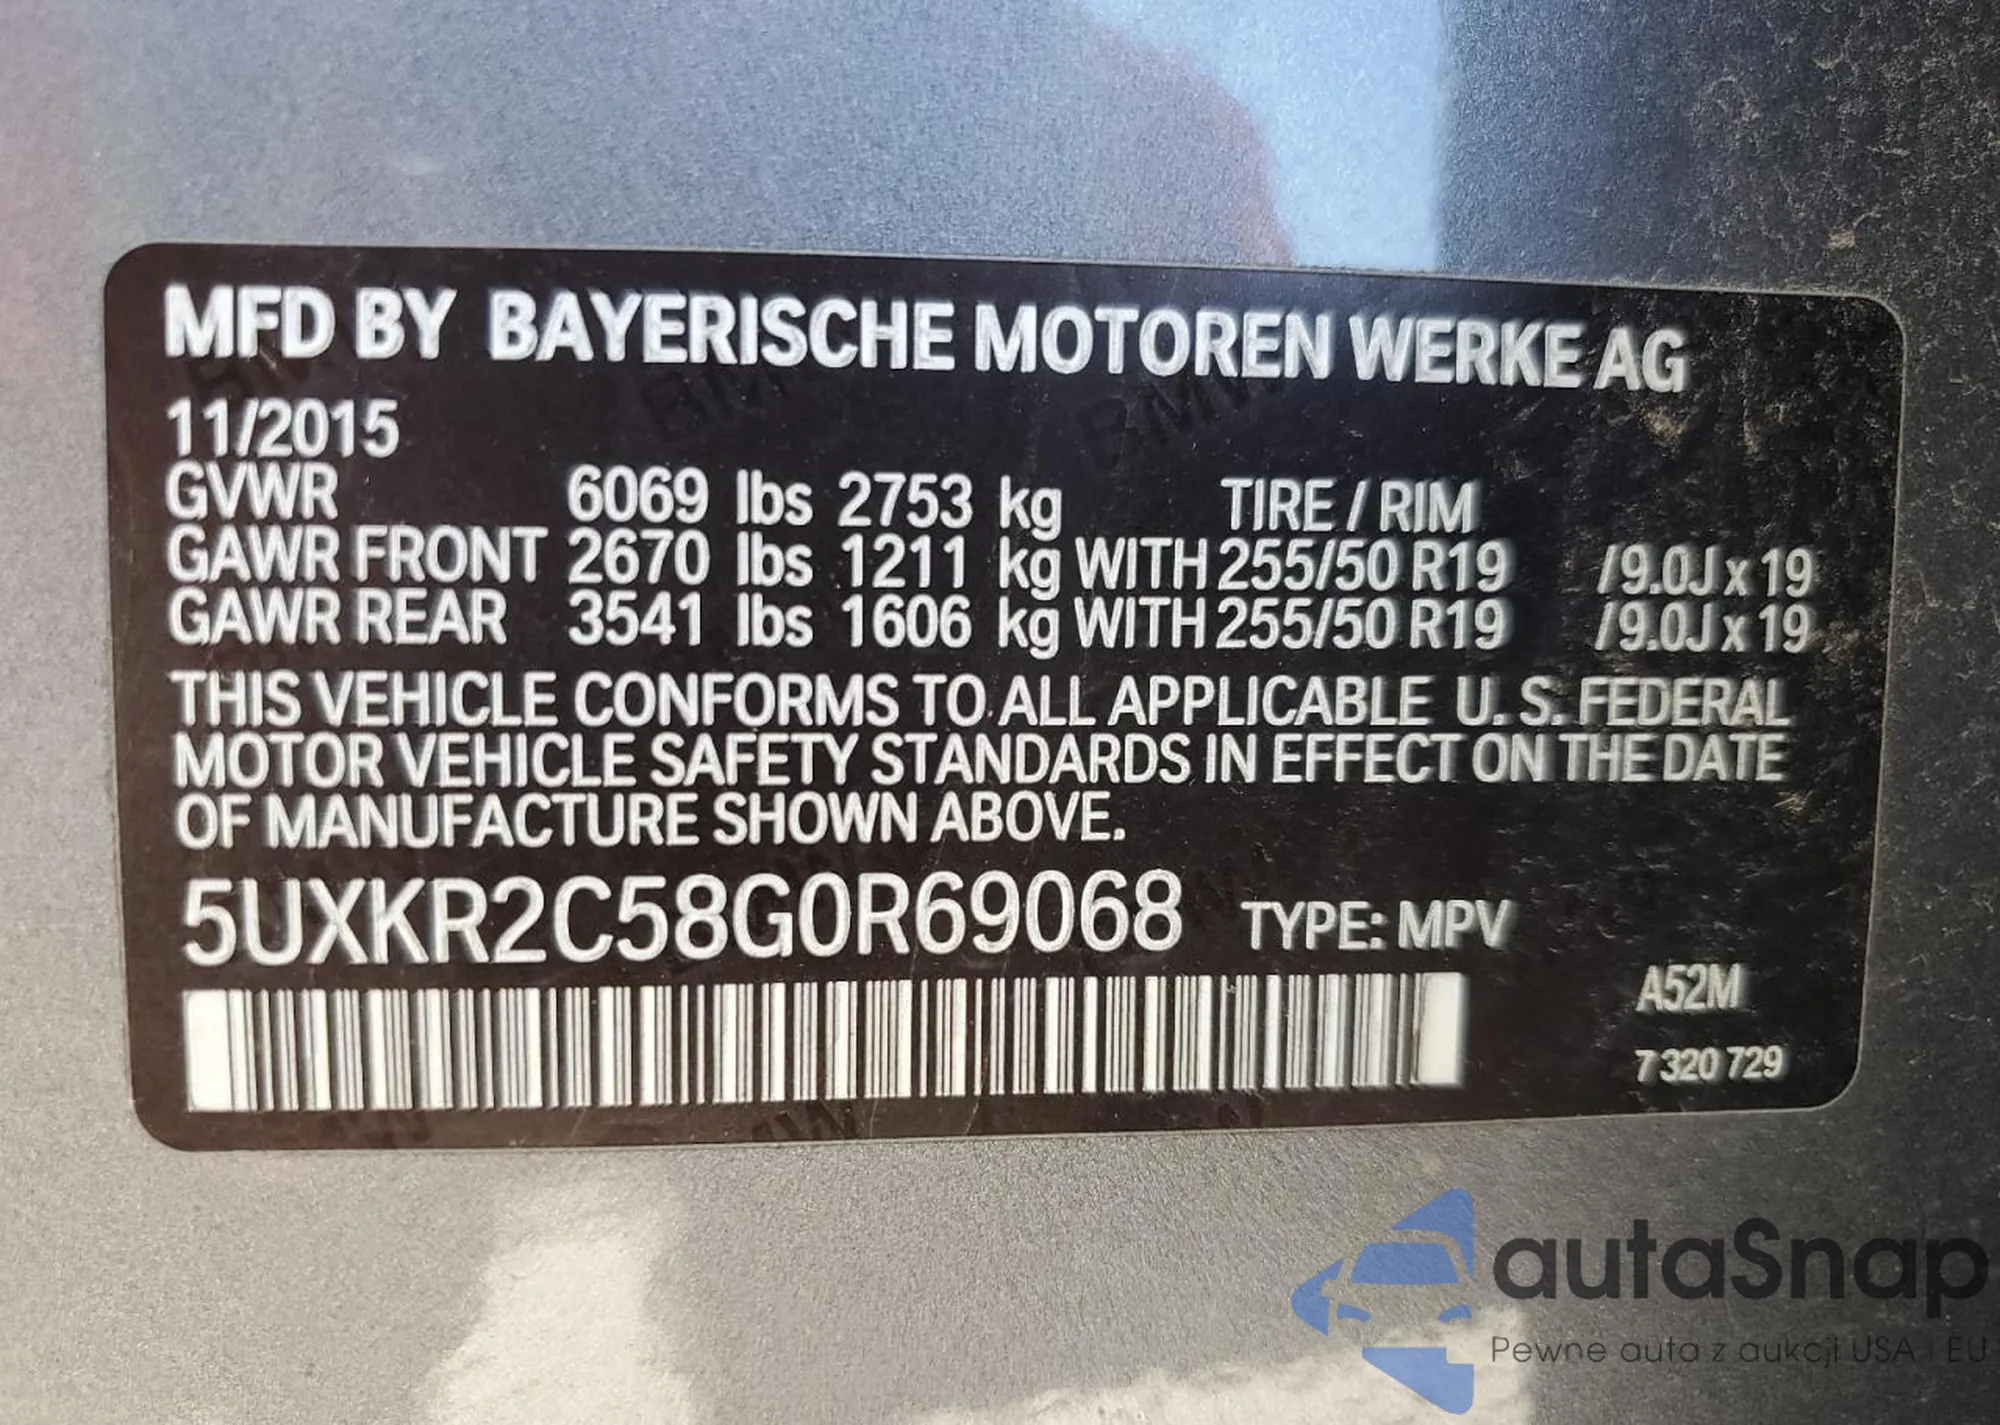 MFD BY BAYERISCHE MOTOREN WERKE AG
11/2015
GVWR 6069 lbs 2753 kg TIRE / RIM
GAWR FRONT 2670 lbs 1211 kg WITH 255/50 R19 /9.0J x 19
GAWR REAR 3541 lbs 1606 kg WITH 255/50 R19 /9.0J x 19
THIS VEHICLE CONFORMS TO ALL APPLICABLE U. S. FEDERAL
MOTOR VEHICLE SAFETY STANDARDS IN EFFECT ON THE DATE
OF MANUFACTURE SHOWN ABOVE.
5UXKR2C58G0R69068 TYPE: MPV
A52M
7 320 729
autaSnap
Pewne auta z aukcji USA i EU